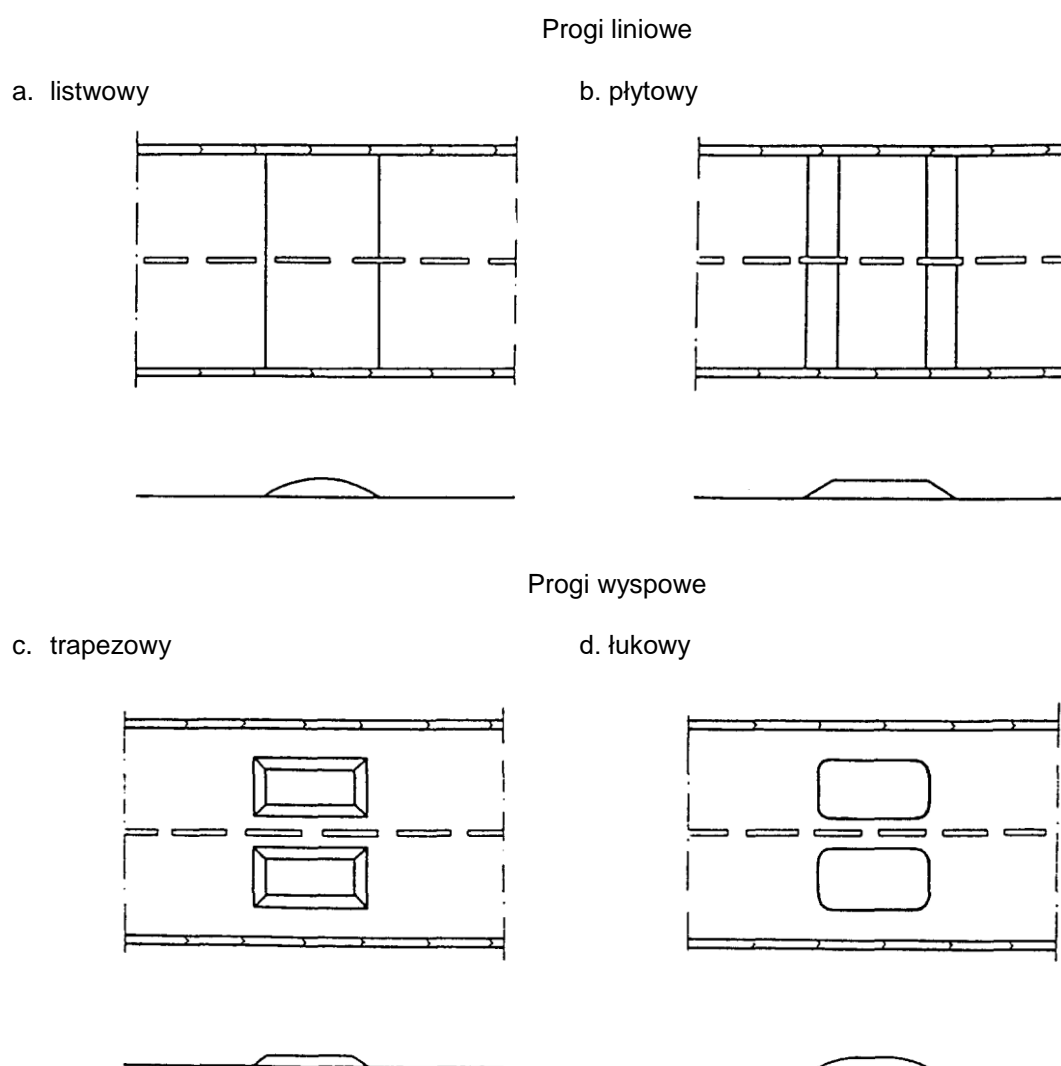 Progi liniowe
a. listwowy
b. płytowy
Progi wyspowe
c. trapezowy
d. łukowy